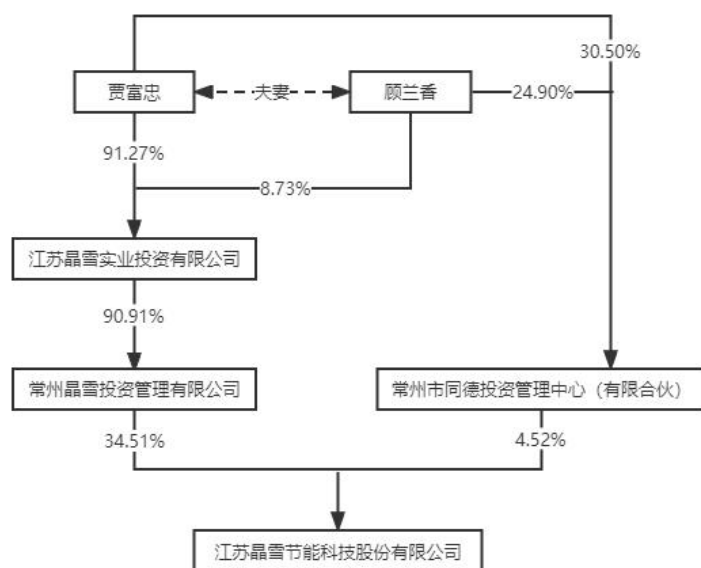 30.50%
贾富忠
夫妻
顾兰香
24.90%
91.27%
8.73%
江苏晶雪实业投资有限公司
90.91%
常州晶雪投资管理有限公司
常州市同德投资管理中心（有限合伙）
34.51%
4.52%
江苏晶雪节能科技股份有限公司